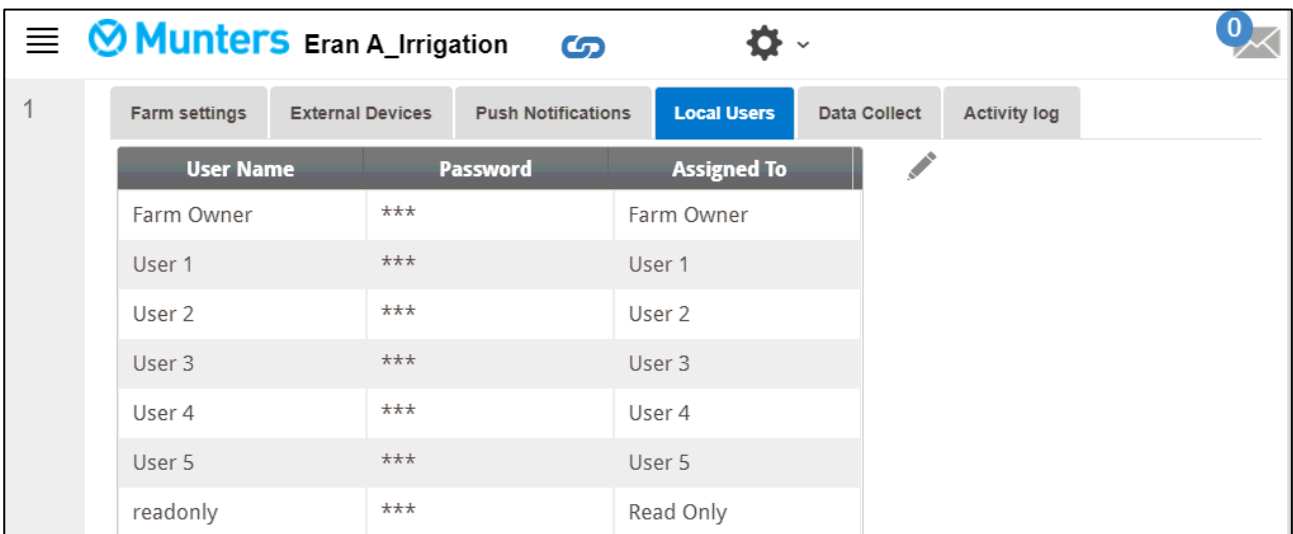 Munters Eran A_Irrigation 0
1 Farm settings External Devices Push Notifications Local Users Data Collect Activity log
User Name Password Assigned To
Farm Owner *** Farm Owner
User 1 *** User 1
User 2 *** User 2
User 3 *** User 3
User 4 *** User 4
User 5 *** User 5
readonly *** Read Only